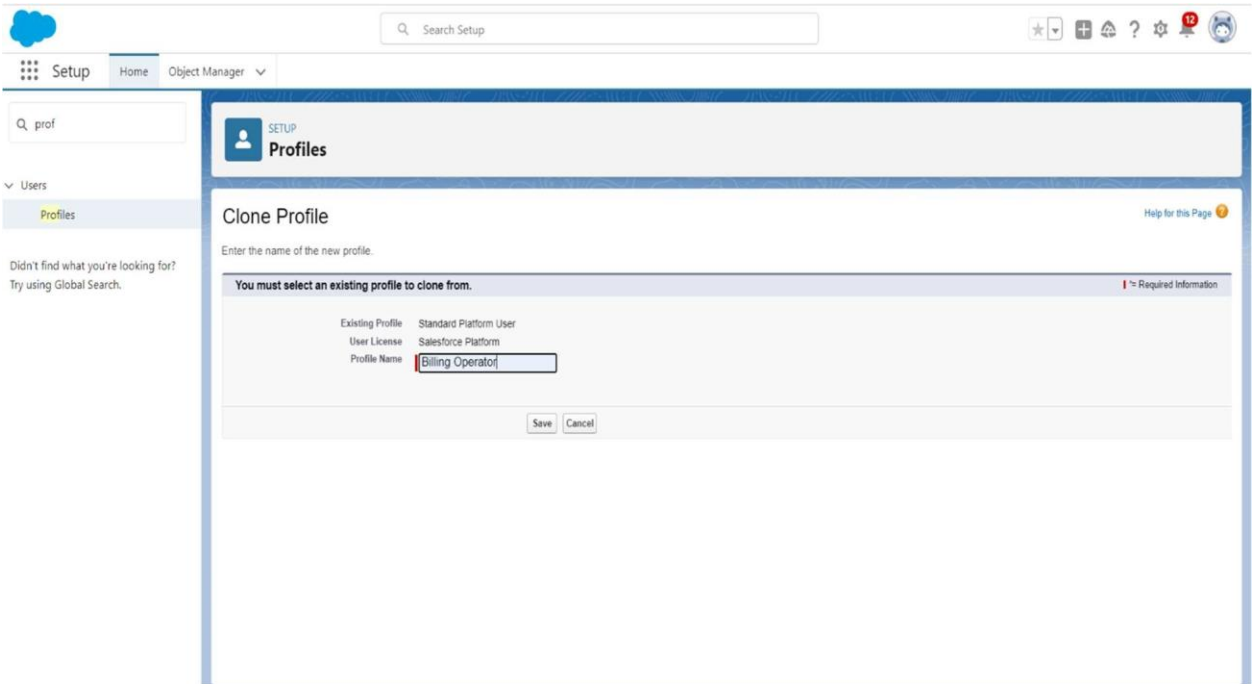 Search Setup
12
Setup
Home
Object Manager
prof
Users
Profiles
Didn't find what you're looking for?
Try using Global Search.
SETUP
Profiles
Clone Profile
Help for this Page
Enter the name of the new profile.
You must select an existing profile to clone from.
= Required Information
Existing Profile Standard Platform User
User License Salesforce Platform
Profile Name Billing Operator
Save Cancel